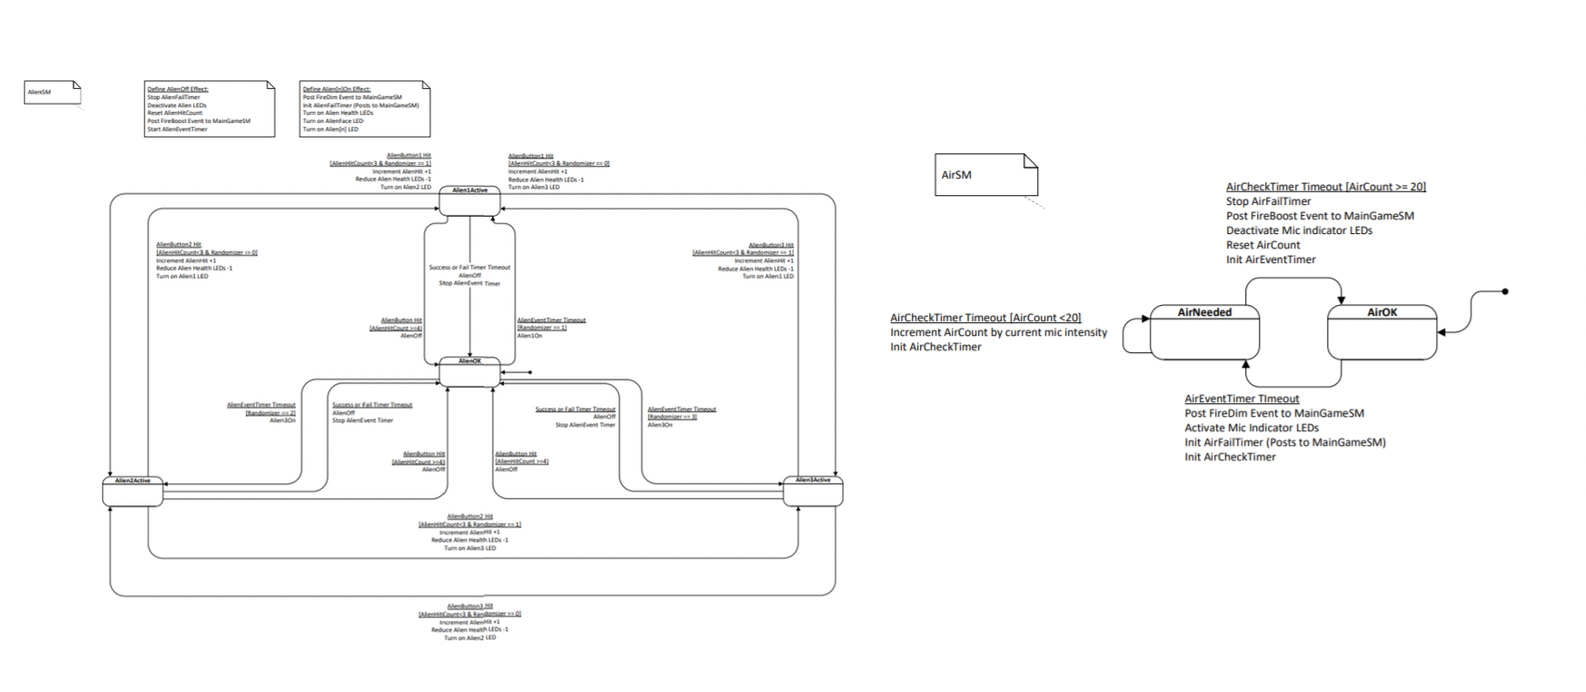 AlienSM
Define AlienOff Effect:
Stop AlienFailTimer
Deactivate Alien LEDs
Reset AlienHitCount
Post FireBoost Event to MainGameSM
Start AlienEventTimer
Define Alien[n]On Effect:
Post FireDim Event to MainGameSM
Init AlienFailTimer (Posts to MainGameSM)
Turn on Alien Health LEDs
Turn on AlienFace LED
Turn on Alien[n] LED
AlienButton1 Hit
[AlienHitCount<3 & Randomizer == 1]
Increment AlienHit +1
Reduce Alien Health LEDs -1
Turn on Alien2 LED
AlienButton1 Hit
[AlienHitCount<3 & Randomizer == 0]
Increment AlienHit +1
Reduce Alien Health LEDs -1
Turn on Alien3 LED
Alien1Active
AlienButton2 Hit
[AlienHitCount<3 & Randomizer == 0]
Increment AlienHit +1
Reduce Alien Health LEDs -1
Turn on Alien1 LED
AlienButton3 Hit
[AlienHitCount<3 & Randomizer == 1]
Increment AlienHit +1
Reduce Alien Health LEDs -1
Turn on Alien1 LED
Success or Fail Timer Timeout
AlienOff
Stop AlienEvent Timer
AlienButton Hit
[AlienHitCount >=4]
AlienOff
AlienEventTimer Timeout
[Randomizer == 1]
Alien1On
AlienOK
AlienEventTimer Timeout
[Randomizer == 2]
Alien3On
Success or Fail Timer Timeout
AlienOff
Stop AlienEvent Timer
Success or Fail Timer Timeout
AlienOff
Stop AlienEvent Timer
AlienEventTimer Timeout
[Randomizer == 3]
Alien3On
AlienButton Hit
[AlienHitCount >=4]
AlienOff
AlienButton Hit
[AlienHitCount >=4]
AlienOff
Alien2Active
Alien3Active
AlienButton2 Hit
[AlienHitCount<3 & Randomizer == 1]
Increment AlienHit +1
Reduce Alien Health LEDs -1
Turn on Alien3 LED
AlienButton3 Hit
[AlienHitCount<3 & Randomizer == 0]
Increment AlienHit +1
Reduce Alien Health LEDs -1
Turn on Alien2 LED
AirSM
AirCheckTimer Timeout [AirCount >= 20]
Stop AirFailTimer
Post FireBoost Event to MainGameSM
Deactivate Mic indicator LEDs
Reset AirCount
Init AirEventTimer
AirCheckTimer Timeout [AirCount <20]
Increment AirCount by current mic intensity
Init AirCheckTimer
AirNeeded
AirOK
AirEventTimer TImeout
Post FireDim Event to MainGameSM
Activate Mic Indicator LEDs
Init AirFailTimer (Posts to MainGameSM)
Init AirCheckTimer